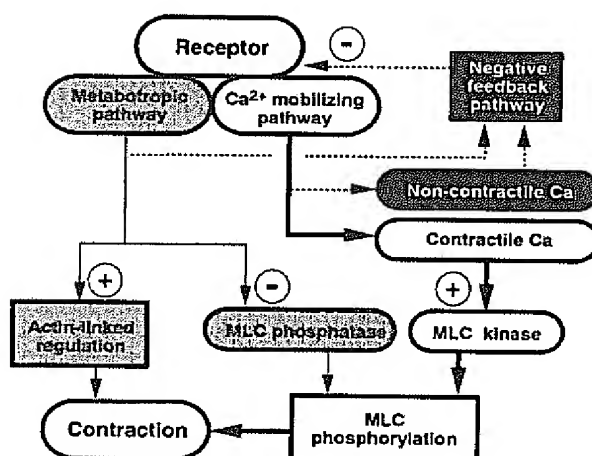 Receptor
−
Negative
feedback
pathway
Metabotropic
pathway
Ca2+ mobilizing
pathway
Non-contractile Ca
Contractile Ca
+
−
+
Actin-linked
regulation
MLC phosphatase
MLC kinase
Contraction
MLC
phosphorylation